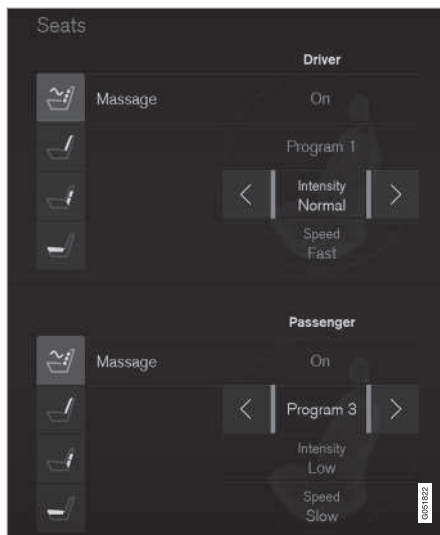 Seats
Driver
Massage On
Program 1
Intensity
Normal
Speed
Fast
Passenger
Massage On
Program 3
Intensity
Low
Speed
Slow
G051822